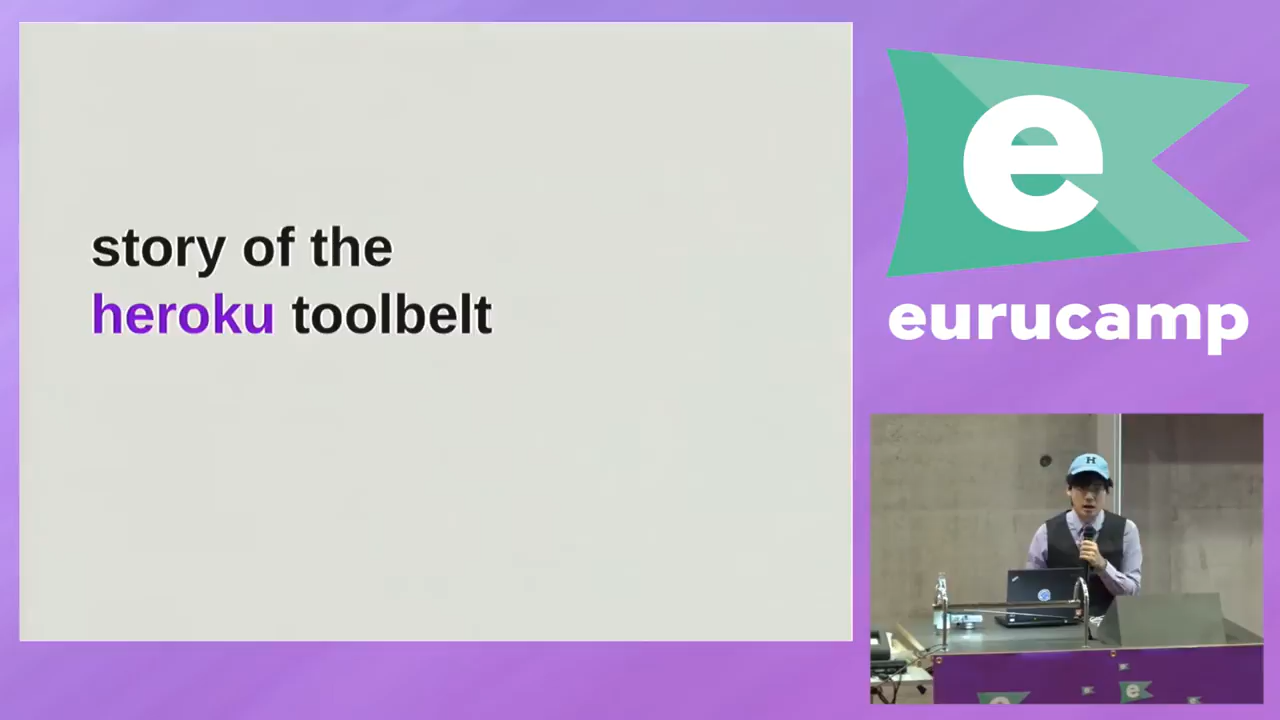 story of the
heroku toolbelt
e
eurucamp
H
e